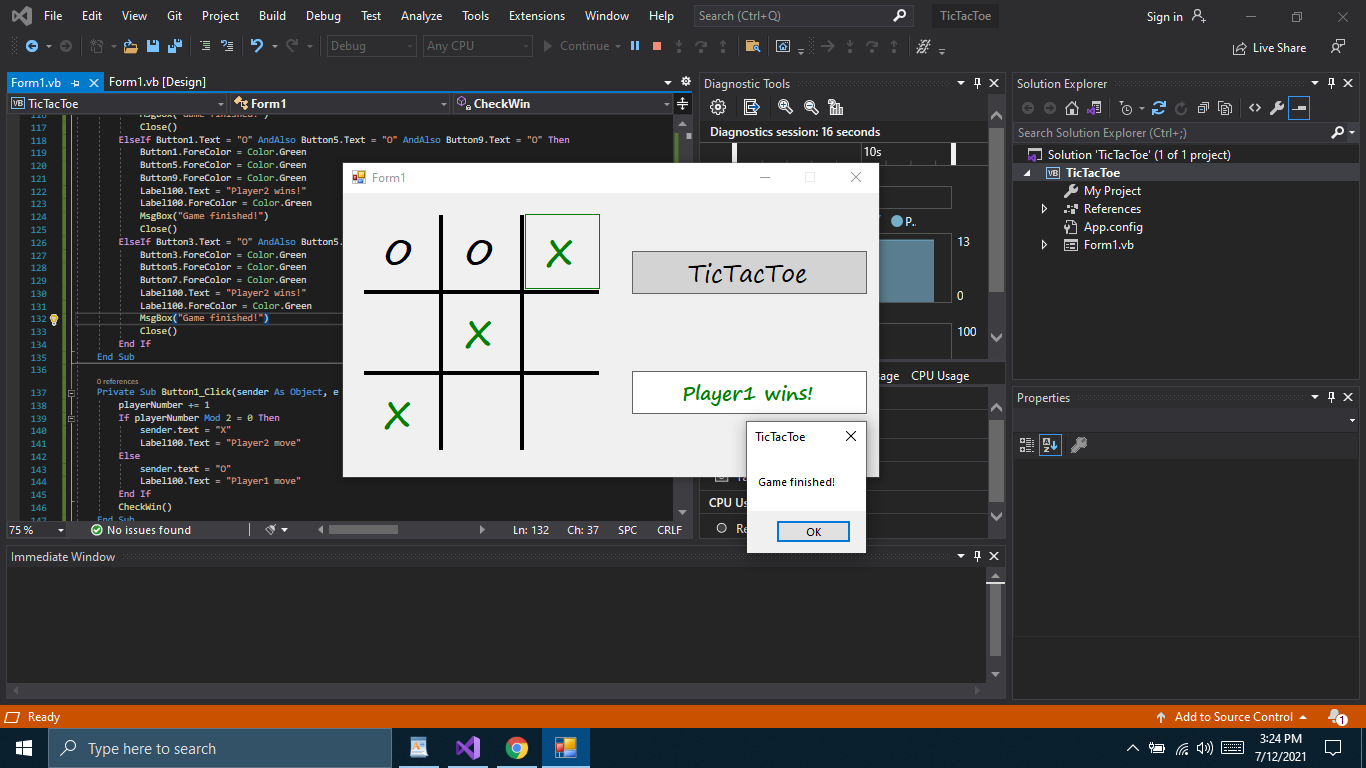 File Edit View Git Project Build Debug Test Analyze Tools Extensions Window Help Search (Ctrl+Q) TicTacToe Sign in
Debug Any CPU Continue Live Share
Form1.vb Form1.vb [Design]
TicTacToe Form1 CheckWin
117 Close()
118 ElseIf Button1.Text = "O" AndAlso Button5.Text = "O" AndAlso Button9.Text = "O" Then
119 Button1.ForeColor = Color.Green
120 Button5.ForeColor = Color.Green
121 Button9.ForeColor = Color.Green
122 Label100.Text = "Player2 wins!"
123 Label100.ForeColor = Color.Green
124 MsgBox("Game finished!")
125 Close()
126 ElseIf Button3.Text = "O" AndAlso Button5.
127 Button3.ForeColor = Color.Green
128 Button5.ForeColor = Color.Green
129 Button7.ForeColor = Color.Green
130 Label100.Text = "Player2 wins!"
131 Label100.ForeColor = Color.Green
132 MsgBox("Game finished!")
133 Close()
134 End If
135 End Sub
136
0 references
137 Private Sub Button1_Click(sender As Object, e
138 playerNumber += 1
139 If playerNumber Mod 2 = 0 Then
140 sender.text = "X"
141 Label100.Text = "Player2 move"
142 Else
143 sender.text = "O"
144 Label100.Text = "Player1 move"
145 End If
146 CheckWin()
147 End Sub
75 % No issues found Ln: 132 Ch: 37 SPC CRLF
Form1
O O X
X
X
TicTacToe
Player1 wins!
TicTacToe
Game finished!
OK
Diagnostic Tools
Diagnostics session: 16 seconds
10s
P..
13
0
100
CPU Usage
CPU Us
Re
Solution Explorer
Search Solution Explorer (Ctrl+;)
Solution 'TicTacToe' (1 of 1 project)
TicTacToe
My Project
References
App.config
Form1.vb
Properties
Immediate Window
Ready Add to Source Control 1
Type here to search
3:24 PM
7/12/2021